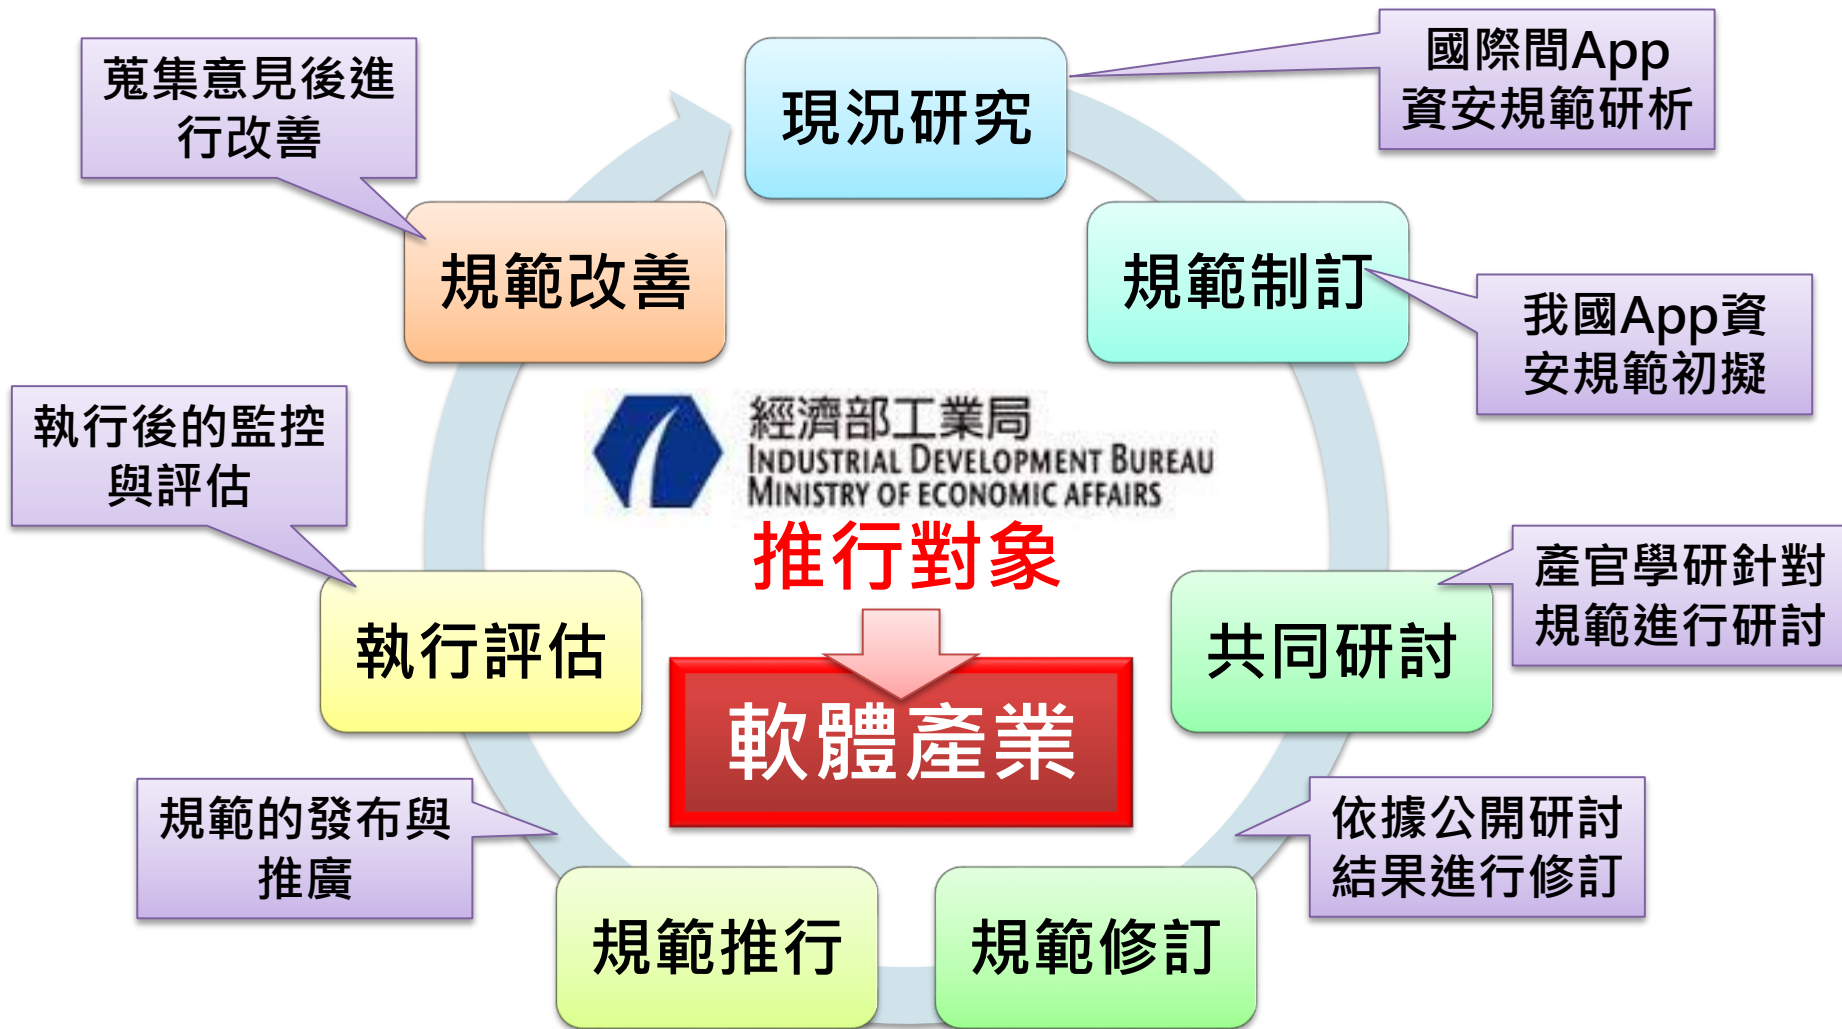 現況研究
國際間App
資安規範研析
規範制訂
我國App資
安規範初擬
共同研討
產官學研針對
規範進行研討
規範修訂
依據公開研討
結果進行修訂
規範推行
規範的發布與
推廣
執行評估
執行後的監控
與評估
規範改善
蒐集意見後進
行改善
經濟部工業局
INDUSTRIAL DEVELOPMENT BUREAU
MINISTRY OF ECONOMIC AFFAIRS
推行對象
軟體產業